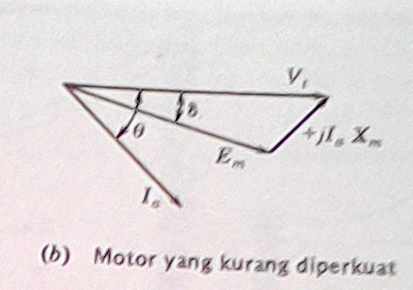 V_t
δ
θ
E_m
+jI_a X_m
I_a
(b) Motor yang kurang diperkuat